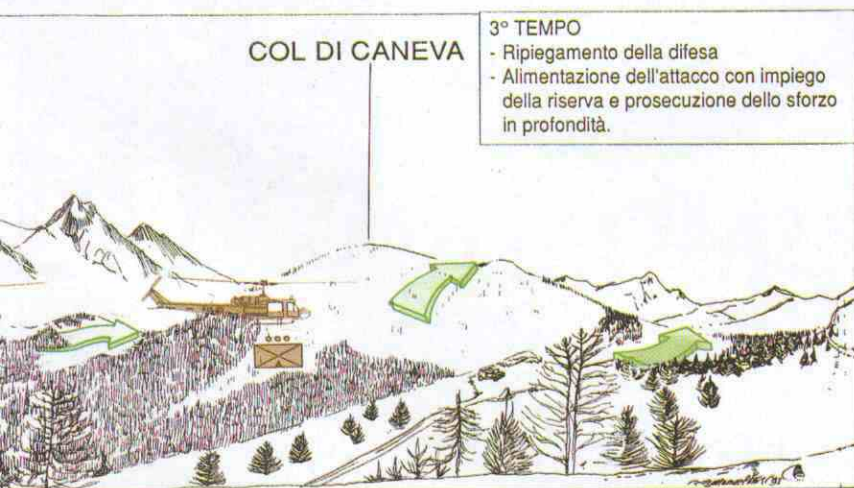 COL DI CANEVA
3° TEMPO
- Ripiegamento della difesa
- Alimentazione dell'attacco con impiego
della riserva e prosecuzione dello sforzo
in profondità.